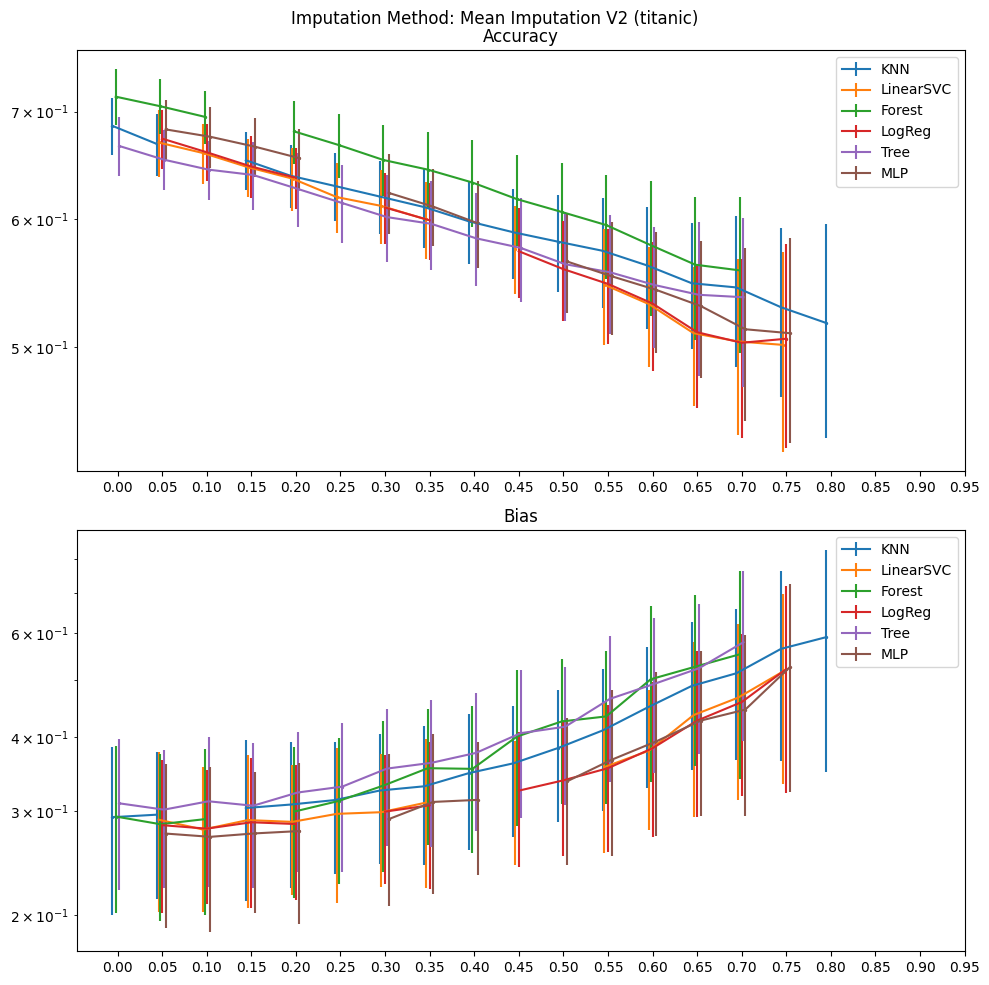 Imputation Method: Mean Imputation V2 (titanic)
Accuracy
7 × 10⁻¹
6 × 10⁻¹
5 × 10⁻¹
KNN
LinearSVC
Forest
LogReg
Tree
MLP
0.00 0.05 0.10 0.15 0.20 0.25 0.30 0.35 0.40 0.45 0.50 0.55 0.60 0.65 0.70 0.75 0.80 0.85 0.90 0.95
Bias
6 × 10⁻¹
4 × 10⁻¹
3 × 10⁻¹
2 × 10⁻¹
KNN
LinearSVC
Forest
LogReg
Tree
MLP
0.00 0.05 0.10 0.15 0.20 0.25 0.30 0.35 0.40 0.45 0.50 0.55 0.60 0.65 0.70 0.75 0.80 0.85 0.90 0.95